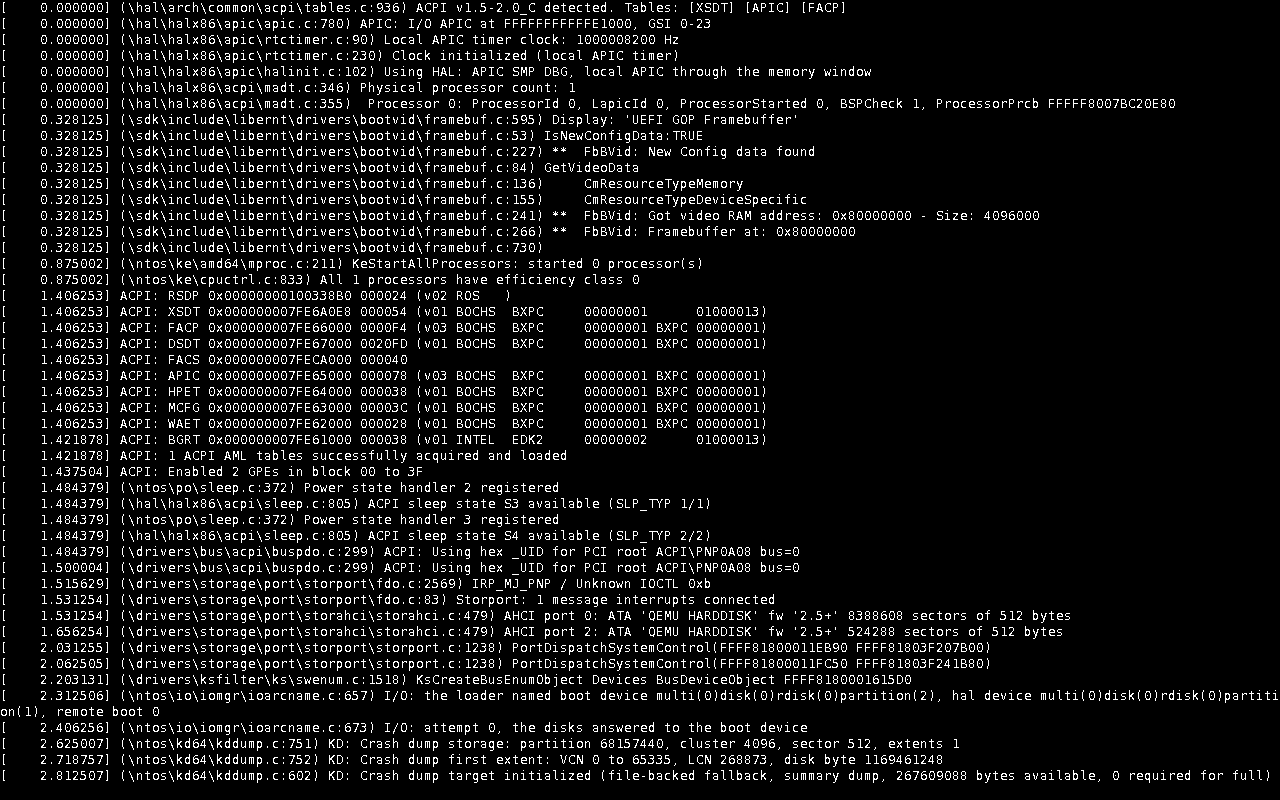 [    0.000000] (\hal\arch\common\acpi\tables.c:936) ACPI v1.5-2.0_C detected. Tables: [XSDT] [APIC] [FACP]
[    0.000000] (\hal\halx86\apic\apic.c:780) APIC: I/O APIC at FFFFFFFFFFFE1000, GSI 0-23
[    0.000000] (\hal\halx86\apic\rtctimer.c:90) Local APIC timer clock: 1000008200 Hz
[    0.000000] (\hal\halx86\apic\rtctimer.c:230) Clock initialized (local APIC timer)
[    0.000000] (\hal\halx86\apic\halinit.c:102) Using HAL: APIC SMP DBG, local APIC through the memory window
[    0.000000] (\hal\halx86\acpi\madt.c:346) Physical processor count: 1
[    0.000000] (\hal\halx86\acpi\madt.c:355)  Processor 0: ProcessorId 0, LapicId 0, ProcessorStarted 0, BSPCheck 1, ProcessorPrcb FFFFF8007BC20E80
[    0.328125] (\sdk\include\libernt\drivers\bootvid\framebuf.c:595) Display: 'UEFI GOP Framebuffer'
[    0.328125] (\sdk\include\libernt\drivers\bootvid\framebuf.c:53) IsNewConfigData:TRUE
[    0.328125] (\sdk\include\libernt\drivers\bootvid\framebuf.c:227) **  FbBVid: New Config data found
[    0.328125] (\sdk\include\libernt\drivers\bootvid\framebuf.c:84) GetVideoData
[    0.328125] (\sdk\include\libernt\drivers\bootvid\framebuf.c:136)     CmResourceTypeMemory
[    0.328125] (\sdk\include\libernt\drivers\bootvid\framebuf.c:155)     CmResourceTypeDeviceSpecific
[    0.328125] (\sdk\include\libernt\drivers\bootvid\framebuf.c:241) **  FbBVid: Got video RAM address: 0x80000000 - Size: 4096000
[    0.328125] (\sdk\include\libernt\drivers\bootvid\framebuf.c:266) **  FbBVid: Framebuffer at: 0x80000000
[    0.328125] (\sdk\include\libernt\drivers\bootvid\framebuf.c:730)
[    0.875002] (\ntos\ke\amd64\mproc.c:211) KeStartAllProcessors: started 0 processor(s)
[    0.875002] (\ntos\ke\cpuctrl.c:833) All 1 processors have efficiency class 0
[    1.406253] ACPI: RSDP 0x00000000100338B0 000024 (v02 ROS   )
[    1.406253] ACPI: XSDT 0x000000007FE6A0E8 000054 (v01 BOCHS  BXPC     00000001      01000013)
[    1.406253] ACPI: FACP 0x000000007FE66000 0000F4 (v03 BOCHS  BXPC     00000001 BXPC 00000001)
[    1.406253] ACPI: DSDT 0x000000007FE67000 0020FD (v01 BOCHS  BXPC     00000001 BXPC 00000001)
[    1.406253] ACPI: FACS 0x000000007FECA000 000040
[    1.406253] ACPI: APIC 0x000000007FE65000 000078 (v03 BOCHS  BXPC     00000001 BXPC 00000001)
[    1.406253] ACPI: HPET 0x000000007FE64000 000038 (v01 BOCHS  BXPC     00000001 BXPC 00000001)
[    1.406253] ACPI: MCFG 0x000000007FE63000 00003C (v01 BOCHS  BXPC     00000001 BXPC 00000001)
[    1.406253] ACPI: WAET 0x000000007FE62000 000028 (v01 BOCHS  BXPC     00000001 BXPC 00000001)
[    1.421878] ACPI: BGRT 0x000000007FE61000 000038 (v01 INTEL  EDK2     00000002      01000013)
[    1.421878] ACPI: 1 ACPI AML tables successfully acquired and loaded
[    1.437504] ACPI: Enabled 2 GPEs in block 00 to 3F
[    1.484379] (\ntos\po\sleep.c:372) Power state handler 2 registered
[    1.484379] (\hal\halx86\acpi\sleep.c:805) ACPI sleep state S3 available (SLP_TYP 1/1)
[    1.484379] (\ntos\po\sleep.c:372) Power state handler 3 registered
[    1.484379] (\hal\halx86\acpi\sleep.c:805) ACPI sleep state S4 available (SLP_TYP 2/2)
[    1.484379] (\drivers\bus\acpi\buspdo.c:299) ACPI: Using hex _UID for PCI root ACPI\PNP0A08 bus=0
[    1.500004] (\drivers\bus\acpi\buspdo.c:299) ACPI: Using hex _UID for PCI root ACPI\PNP0A08 bus=0
[    1.515629] (\drivers\storage\port\storport\fdo.c:2569) IRP_MJ_PNP / Unknown IOCTL 0xb
[    1.531254] (\drivers\storage\port\storport\fdo.c:83) Storport: 1 message interrupts connected
[    1.531254] (\drivers\storage\port\storahci\storahci.c:479) AHCI port 0: ATA 'QEMU HARDDISK' fw '2.5+' 8388608 sectors of 512 bytes
[    1.656254] (\drivers\storage\port\storahci\storahci.c:479) AHCI port 2: ATA 'QEMU HARDDISK' fw '2.5+' 524288 sectors of 512 bytes
[    2.031255] (\drivers\storage\port\storport\storport.c:1238) PortDispatchSystemControl(FFFF81800011EB90 FFFF81803F207B00)
[    2.062505] (\drivers\storage\port\storport\storport.c:1238) PortDispatchSystemControl(FFFF81800011FC50 FFFF81803F241B80)
[    2.203131] (\drivers\ksfilter\ks\swenum.c:1518) KsCreateBusEnumObject Devices BusDeviceObject FFFF8180001615D0
[    2.312506] (\ntos\io\iomgr\ioarcname.c:657) I/O: the loader named boot device multi(0)disk(0)rdisk(0)partition(2), hal device multi(0)disk(0)rdisk(0)partiti
on(1), remote boot 0
[    2.406256] (\ntos\io\iomgr\ioarcname.c:673) I/O: attempt 0, the disks answered to the boot device
[    2.625007] (\ntos\kd64\kddump.c:751) KD: Crash dump storage: partition 68157440, cluster 4096, sector 512, extents 1
[    2.718757] (\ntos\kd64\kddump.c:752) KD: Crash dump first extent: VCN 0 to 65335, LCN 268873, disk byte 1169461248
[    2.812507] (\ntos\kd64\kddump.c:602) KD: Crash dump target initialized (file-backed fallback, summary dump, 267609088 bytes available, 0 required for full)